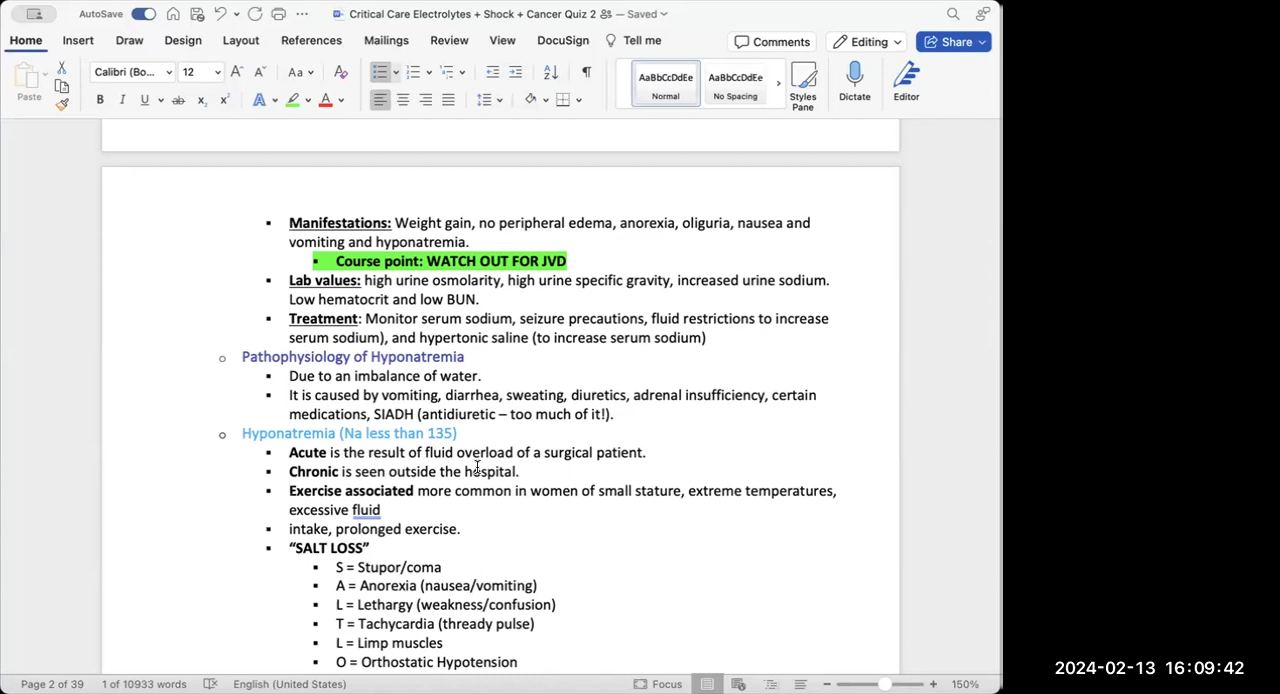 AutoSave
Critical Care Electrolytes + Shock + Cancer Quiz 2 — Saved
Home Insert Draw Design Layout References Mailings Review View DocuSign Tell me
Comments Editing Share
Paste
Calibri (Bo... 12
AaBbCcDdEe AaBbCcDdEe
Normal No Spacing
Styles Pane
Dictate
Editor
▪ Manifestations: Weight gain, no peripheral edema, anorexia, oliguria, nausea and
vomiting and hyponatremia.
▪ Course point: WATCH OUT FOR JVD
▪ Lab values: high urine osmolarity, high urine specific gravity, increased urine sodium.
Low hematocrit and low BUN.
▪ Treatment: Monitor serum sodium, seizure precautions, fluid restrictions to increase
serum sodium), and hypertonic saline (to increase serum sodium)
○ Pathophysiology of Hyponatremia
▪ Due to an imbalance of water.
▪ It is caused by vomiting, diarrhea, sweating, diuretics, adrenal insufficiency, certain
medications, SIADH (antidiuretic – too much of it!).
○ Hyponatremia (Na less than 135)
▪ Acute is the result of fluid overload of a surgical patient.
▪ Chronic is seen outside the hospital.
▪ Exercise associated more common in women of small stature, extreme temperatures,
excessive fluid
▪ intake, prolonged exercise.
▪ “SALT LOSS”
▪ S = Stupor/coma
▪ A = Anorexia (nausea/vomiting)
▪ L = Lethargy (weakness/confusion)
▪ T = Tachycardia (thready pulse)
▪ L = Limp muscles
▪ O = Orthostatic Hypotension
Page 2 of 39 1 of 10933 words English (United States) Focus 150%
2024-02-13 16:09:42